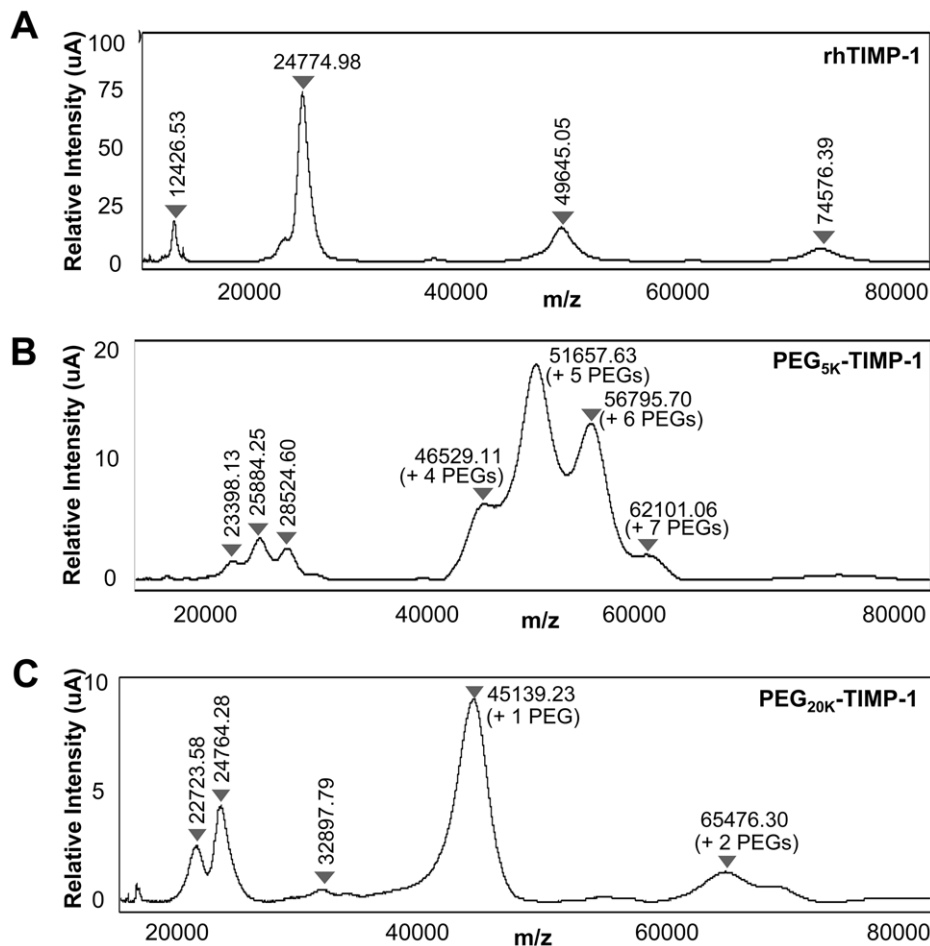 A
Relative Intensity (uA)
100
75
50
25
0
rhTIMP-1
12426.53
24774.98
49645.05
74576.39
20000
40000
60000
80000
m/z
B
Relative Intensity (uA)
20
10
0
PEG5K-TIMP-1
23398.13
25884.25
28524.60
46529.11
(+ 4 PEGs)
51657.63
(+ 5 PEGs)
56795.70
(+ 6 PEGs)
62101.06
(+ 7 PEGs)
20000
40000
60000
80000
m/z
C
Relative Intensity (uA)
10
5
0
PEG20K-TIMP-1
22723.58
24764.28
32897.79
45139.23
(+ 1 PEG)
65476.30
(+ 2 PEGs)
20000
40000
60000
80000
m/z